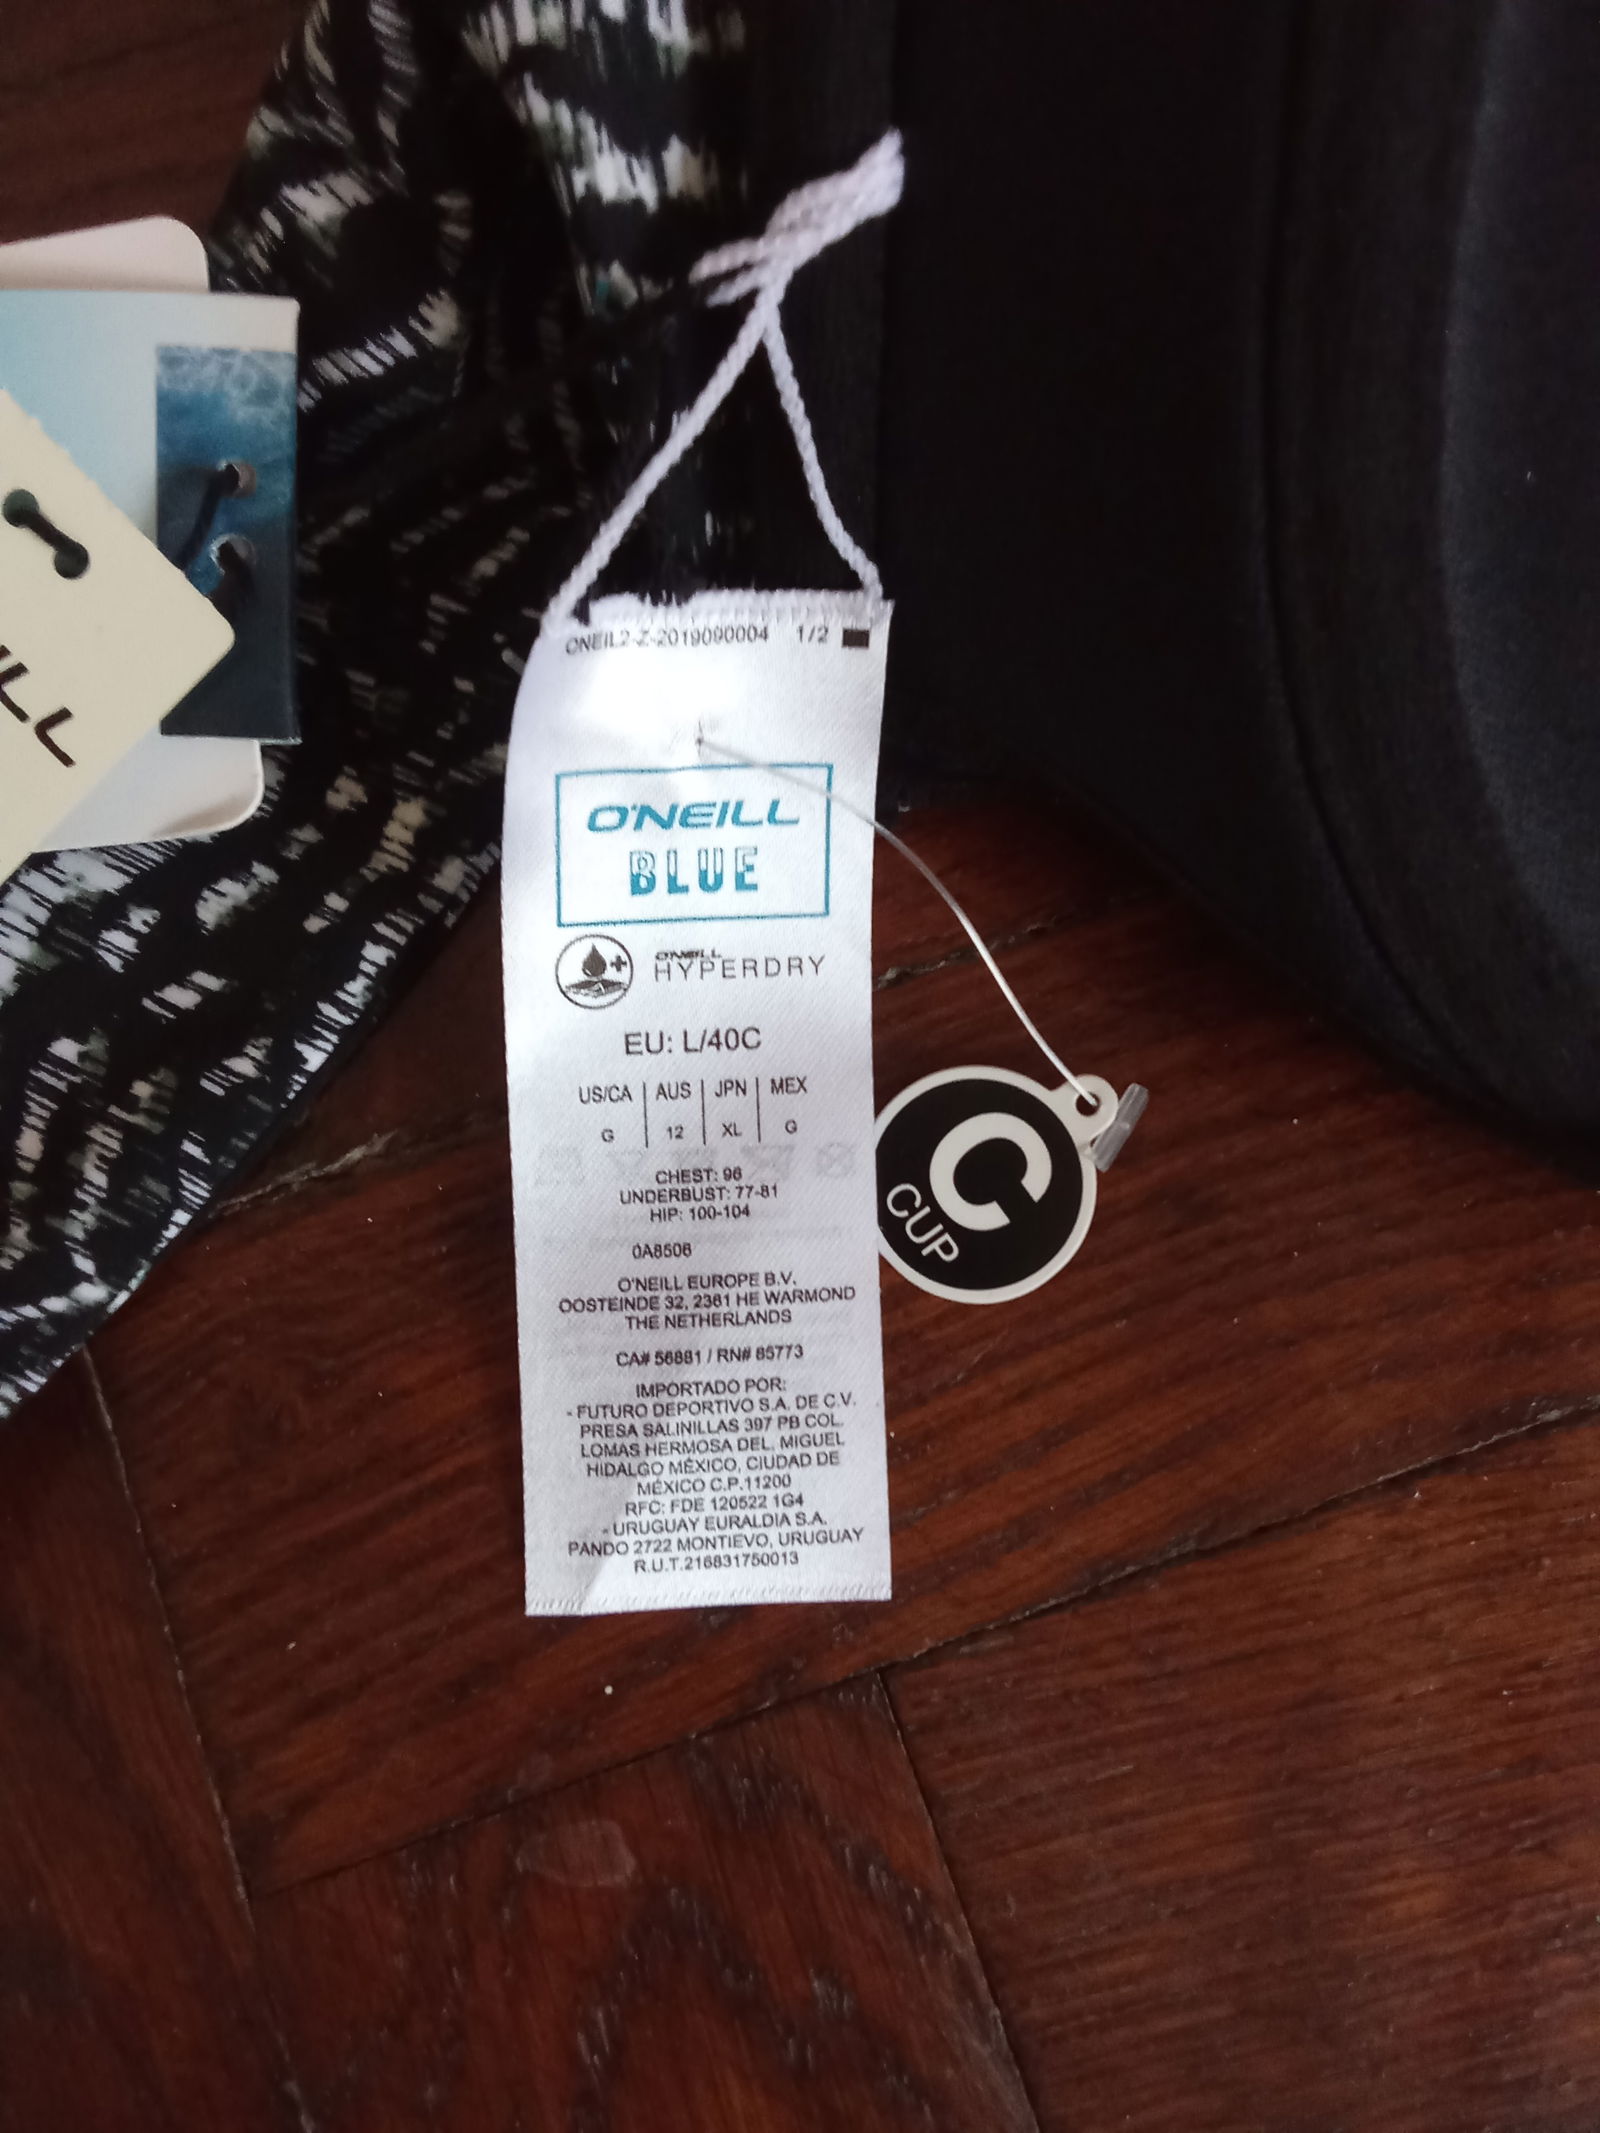 ILL
ONEIL2-Z-2019090004 1/2
O'NEILL
BLUE
O'NEILL
HYPERDRY
EU: L/40C
US/CA | AUS | JPN | MEX
G | 12 | XL | G
CHEST: 96
UNDERBUST: 77-81
HIP: 100-104
0A8506
O'NEILL EUROPE B.V.
OOSTEINDE 32, 2361 HE WARMOND
THE NETHERLANDS
CA# 56881 / RN# 85773
IMPORTADO POR:
- FUTURO DEPORTIVO S.A. DE C.V.
PRESA SALINILLAS 397 PB COL.
LOMAS HERMOSA DEL. MIGUEL
HIDALGO MÉXICO, CIUDAD DE
MÉXICO C.P.11200
RFC: FDE 120522 1G4
- URUGUAY EURALDIA S.A.
PANDO 2722 MONTIEVO, URUGUAY
R.U.T.216831750013
C
CUP